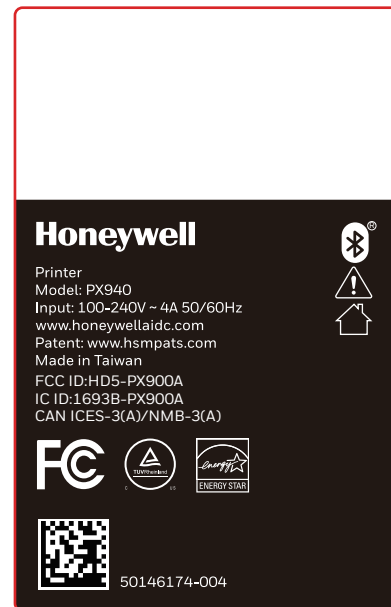 Honeywell
®
Printer
Model: PX940
Input: 100-240V ~ 4A 50/60Hz
www.honeywellaidc.com
Patent: www.hsmpats.com
Made in Taiwan
FCC ID:HD5-PX900A
IC ID:1693B-PX900A
CAN ICES-3(A)/NMB-3(A)
FC
TÜVRheinland
C US
energy
ENERGY STAR
50146174-004